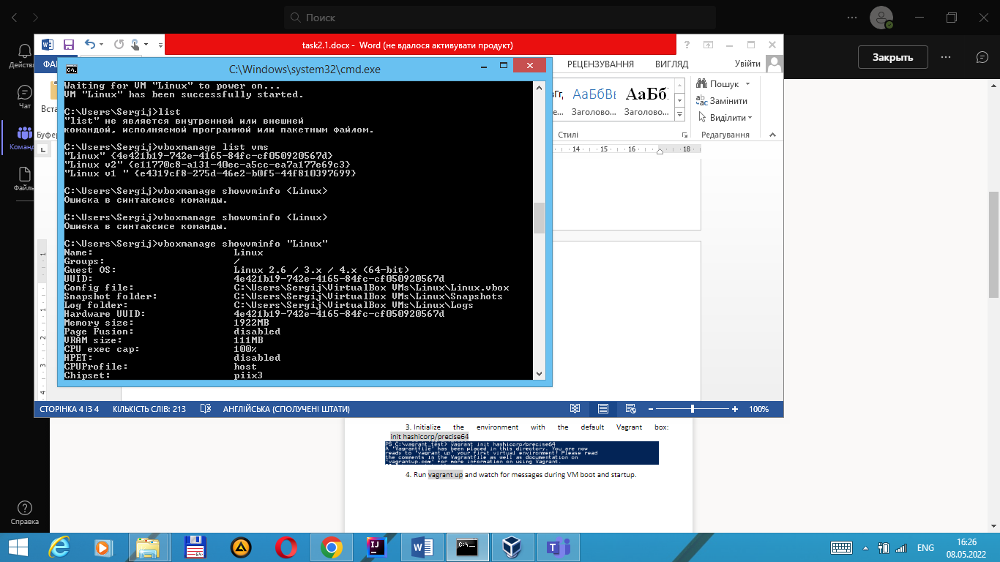 Поиск
task2.1.docx - Word (не вдалося активувати продукт)
Закрыть
РЕЦЕНЗУВАННЯ
ВИГЛЯД
Увійти
Чат
Файлы
Справка
C:\Windows\system32\cmd.exe
Waiting for VM "Linux" to power on...
VM "Linux" has been successfully started.
C:\Users\Sergij>list
"list" не является внутренней или внешней
командой, исполняемой программой или пакетным файлом.
C:\Users\Sergij>vboxmanage list vms
"Linux" {4e421b19-742e-4165-84fc-cf050920567d}
"Linux v2" {e11770c8-a131-40ec-a5cc-ea7a177e69c3}
"Linux v1 " {e4319cf8-275d-46e2-b0f5-44f810397699}
C:\Users\Sergij>vboxmanage showvminfo <Linux>
Ошибка в синтаксисе команды.
C:\Users\Sergij>vboxmanage showvminfo <Linux>
Ошибка в синтаксисе команды.
C:\Users\Sergij>vboxmanage showvminfo "Linux"
Name: Linux
Groups: /
Guest OS: Linux 2.6 / 3.x / 4.x (64-bit)
UUID: 4e421b19-742e-4165-84fc-cf050920567d
Config file: C:\Users\Sergij\VirtualBox VMs\Linux\Linux.vbox
Snapshot folder: C:\Users\Sergij\VirtualBox VMs\Linux\Snapshots
Log folder: C:\Users\Sergij\VirtualBox VMs\Linux\Logs
Hardware UUID: 4e421b19-742e-4165-84fc-cf050920567d
Memory size: 1922MB
Page Fusion: disabled
VRAM size: 111MB
CPU exec cap: 100%
HPET: disabled
CPUProfile: host
Chipset: piix3
АаБбВ АаБбІ
Заголово... Заголово...
Стилі
Пошук
Замінити
Виділити
Редагування
14 15 16 18
СТОРІНКА 4 ІЗ 4 КІЛЬКІСТЬ СЛІВ: 213 АНГЛІЙСЬКА (СПОЛУЧЕНІ ШТАТИ) 100%
3. Initialize the environment with the default Vagrant box:
init hashicorp/precise64
PS C:\vagrant_test> vagrant init hashicorp/precise64
A 'Vagrantfile' has been placed in this directory. You are now
ready to 'vagrant up' your first virtual environment! Please read
the comments in the Vagrantfile as well as documentation on
'vagrantup.com' for more information on using Vagrant.
4. Run vagrant up and watch for messages during VM boot and startup.
ENG
16:26
08.05.2022